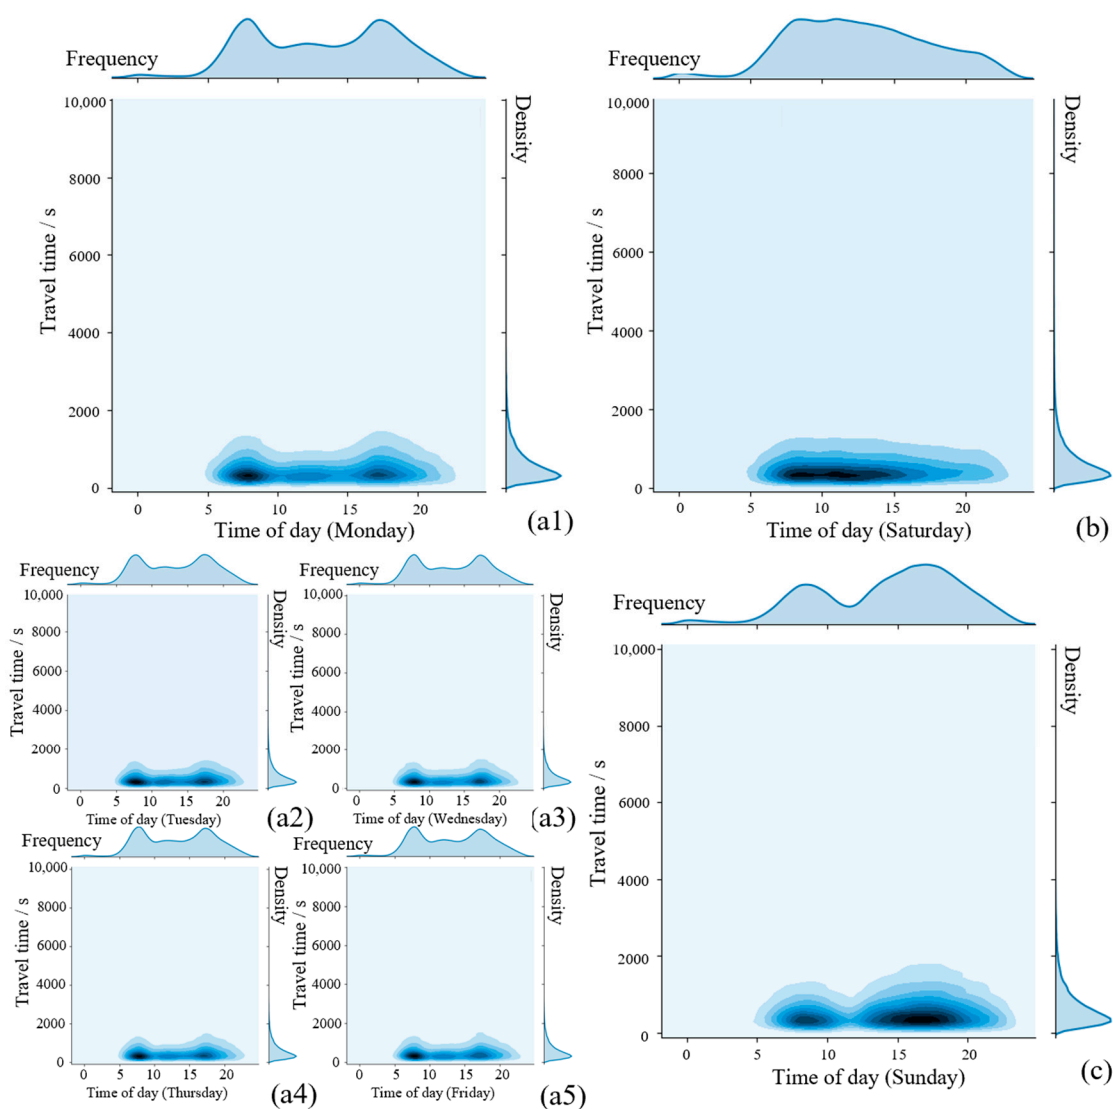 Frequency
10,000
8000
6000
4000
2000
0
Travel time / s
Density
0 5 10 15 20
Time of day (Monday)
(a1)
Frequency
10,000
8000
6000
4000
2000
0
Travel time / s
Density
0 5 10 15 20
Time of day (Saturday)
(b)
Frequency
10,000
8000
6000
4000
2000
0
Travel time / s
Density
0 5 10 15 20
Time of day (Tuesday)
(a2)
Frequency
10,000
8000
6000
4000
2000
0
Travel time / s
Density
0 5 10 15 20
Time of day (Wednesday)
(a3)
Frequency
10,000
8000
6000
4000
2000
0
Travel time / s
Density
0 5 10 15 20
Time of day (Thursday)
(a4)
Frequency
10,000
8000
6000
4000
2000
0
Travel time / s
Density
0 5 10 15 20
Time of day (Friday)
(a5)
Frequency
10,000
8000
6000
4000
2000
0
Travel time / s
Density
0 5 10 15 20
Time of day (Sunday)
(c)